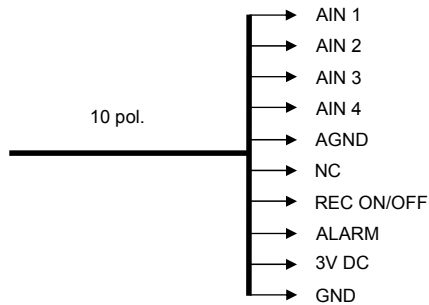 AIN 1
AIN 2
AIN 3
AIN 4
10 pol.
AGND
NC
REC ON/OFF
ALARM
3V DC
GND